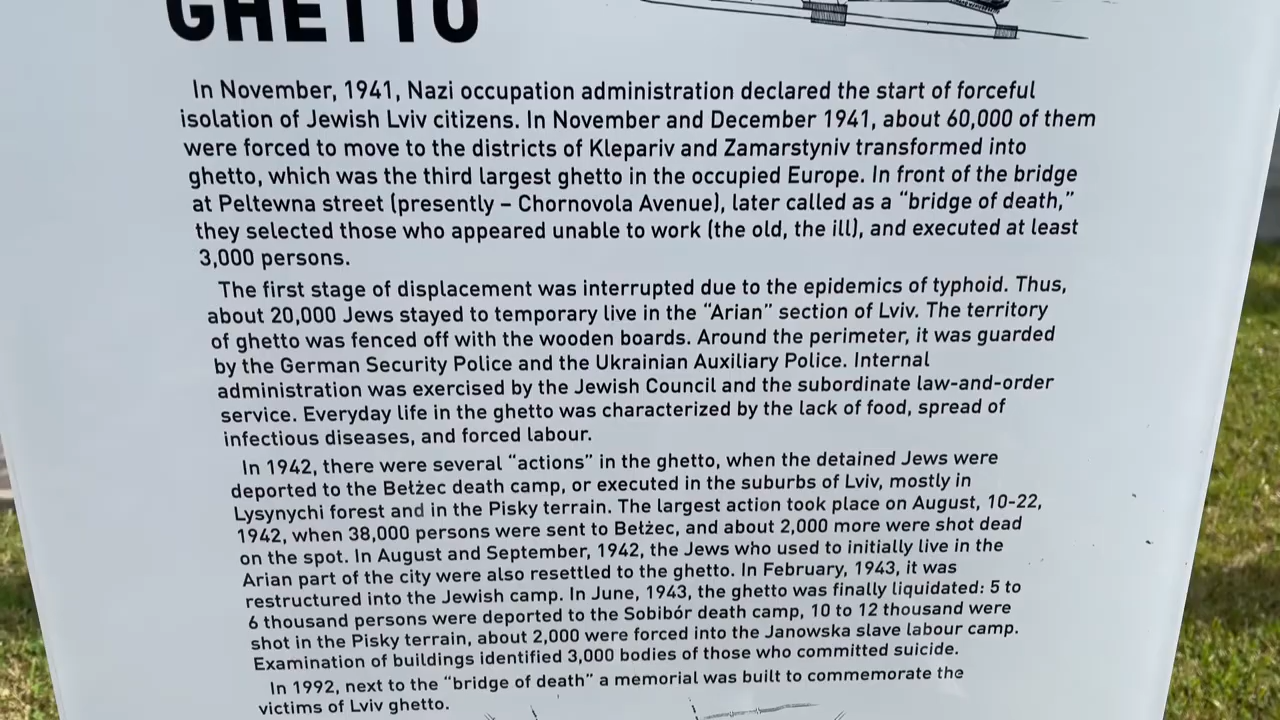 GHETTO
In November, 1941, Nazi occupation administration declared the start of forceful
isolation of Jewish Lviv citizens. In November and December 1941, about 60,000 of them
were forced to move to the districts of Klepariv and Zamarstyniv transformed into
ghetto, which was the third largest ghetto in the occupied Europe. In front of the bridge
at Peltewna street (presently – Chornovola Avenue), later called as a “bridge of death,”
they selected those who appeared unable to work (the old, the ill), and executed at least
3,000 persons.
The first stage of displacement was interrupted due to the epidemics of typhoid. Thus,
about 20,000 Jews stayed to temporary live in the “Arian” section of Lviv. The territory
of ghetto was fenced off with the wooden boards. Around the perimeter, it was guarded
by the German Security Police and the Ukrainian Auxiliary Police. Internal
administration was exercised by the Jewish Council and the subordinate law-and-order
service. Everyday life in the ghetto was characterized by the lack of food, spread of
infectious diseases, and forced labour.
In 1942, there were several “actions” in the ghetto, when the detained Jews were
deported to the Bełżec death camp, or executed in the suburbs of Lviv, mostly in
Lysynychi forest and in the Pisky terrain. The largest action took place on August, 10-22,
1942, when 38,000 persons were sent to Bełżec, and about 2,000 more were shot dead
on the spot. In August and September, 1942, the Jews who used to initially live in the
Arian part of the city were also resettled to the ghetto. In February, 1943, it was
restructured into the Jewish camp. In June, 1943, the ghetto was finally liquidated: 5 to
6 thousand persons were deported to the Sobibór death camp, 10 to 12 thousand were
shot in the Pisky terrain, about 2,000 were forced into the Janowska slave labour camp.
Examination of buildings identified 3,000 bodies of those who committed suicide.
In 1992, next to the “bridge of death” a memorial was built to commemorate the
victims of Lviv ghetto.